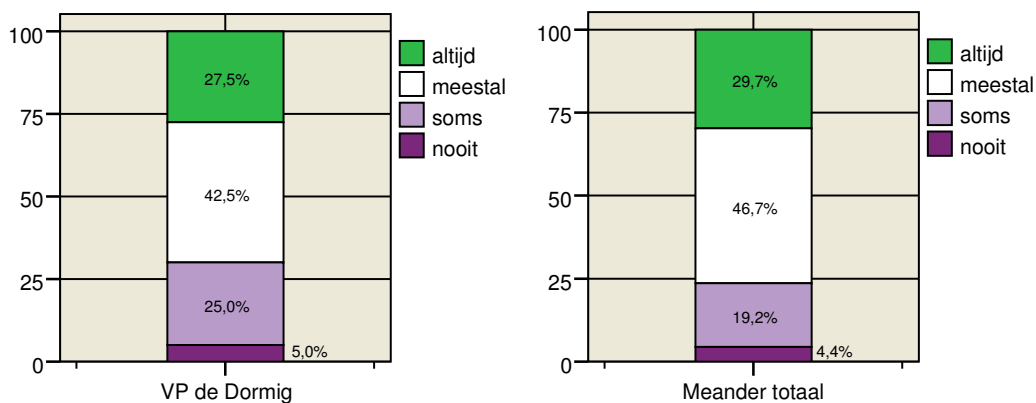 100
75
50
25
0
27,5%
42,5%
25,0%
5,0%
VP de Dormig
altijd
meestal
soms
nooit
100
75
50
25
0
29,7%
46,7%
19,2%
4,4%
Meander totaal
altijd
meestal
soms
nooit